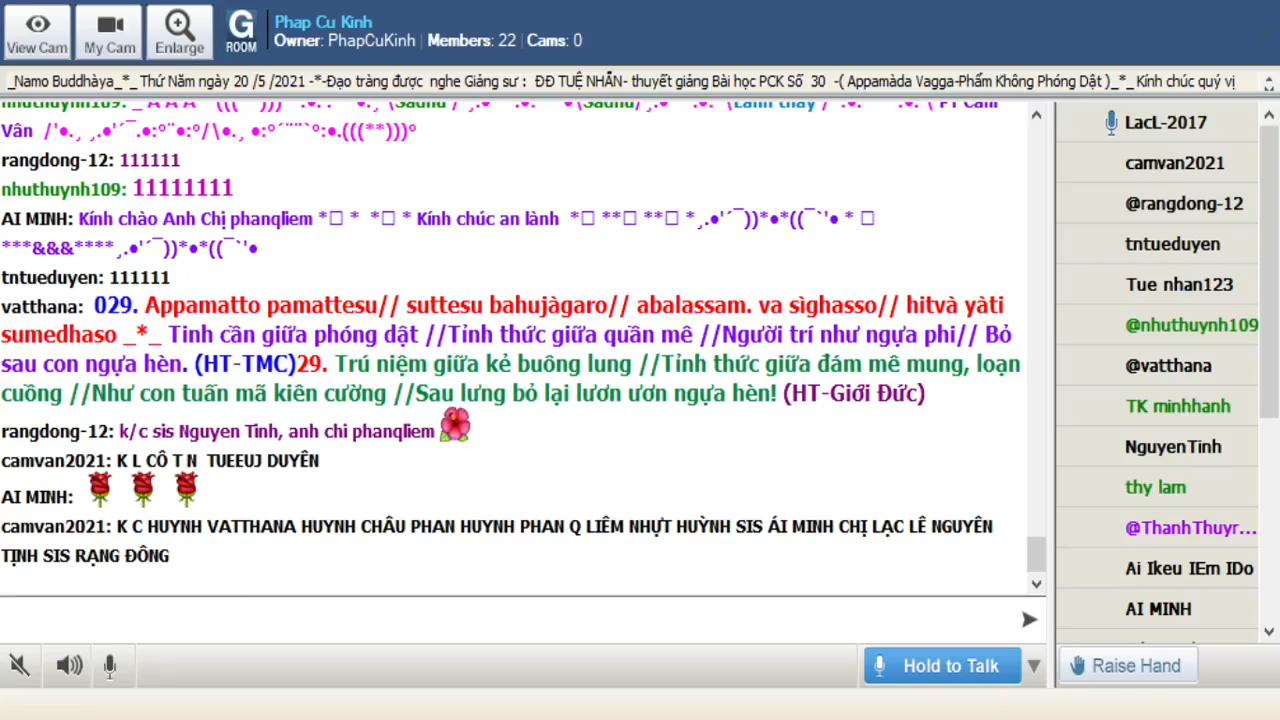 View Cam
My Cam
Enlarge
G
ROOM
Phap Cu Kinh
Owner: PhapCuKinh | Members: 22 | Cams: 0
_Namo Buddhàya_*_ Thứ Năm ngày 20 /5 /2021 -*-Đạo tràng được nghe Giảng sư : ĐĐ TUỆ NHẪN- thuyết giảng Bài học PCK Số 30 -( Appamàda Vagga-Phẩm Không Phóng Dật )_*_ Kính chúc quý vị
Vân /'•.¸ ¸.•'´¯.•:°¨•:°/\•.¸ •:°´¨¨`°:•.(((**)))°
rangdong-12: 111111
nhuthuynh109: 11111111
AI MINH: Kính chào Anh Chị phanqliem *□ * *□ * Kính chúc an lành *□ **□ **□ *¸.•'´¯))*•*((¯`'• * □
***&&&****¸.•'´¯))*•*((¯`'•
tntueduyen: 111111
vatthana: 029. Appamatto pamattesu// suttesu bahujàgaro// abalassam. va sìghasso// hitvà yàti
sumedhaso _*_ Tinh cần giữa phóng dật //Tỉnh thức giữa quần mê //Người trí như ngựa phi// Bỏ
sau con ngựa hèn. (HT-TMC)29. Trú niệm giữa kẻ buông lung //Tỉnh thức giữa đám mê mung, loạn
cuồng //Như con tuấn mã kiên cường //Sau lưng bỏ lại lươn ươn ngựa hèn! (HT-Giới Đức)
rangdong-12: k/c sis Nguyen Tinh, anh chi phanqliem
camvan2021: K L CÔ T N TUEEUJ DUYÊN
AI MINH:
camvan2021: K C HUYNH VATTHANA HUYNH CHÂU PHAN HUYNH PHAN Q LIÊM NHỰT HUỲNH SIS ÁI MINH CHỊ LẠC LÊ NGUYÊN
TỊNH SIS RẠNG ĐÔNG
LacL-2017
camvan2021
@rangdong-12
tntueduyen
Tue nhan123
@nhuthuynh109
@vatthana
TK minhhanh
NguyenTinh
thy lam
@ThanhThuyr...
Ai Ikeu IEm IDo
AI MINH
Hold to Talk
Raise Hand